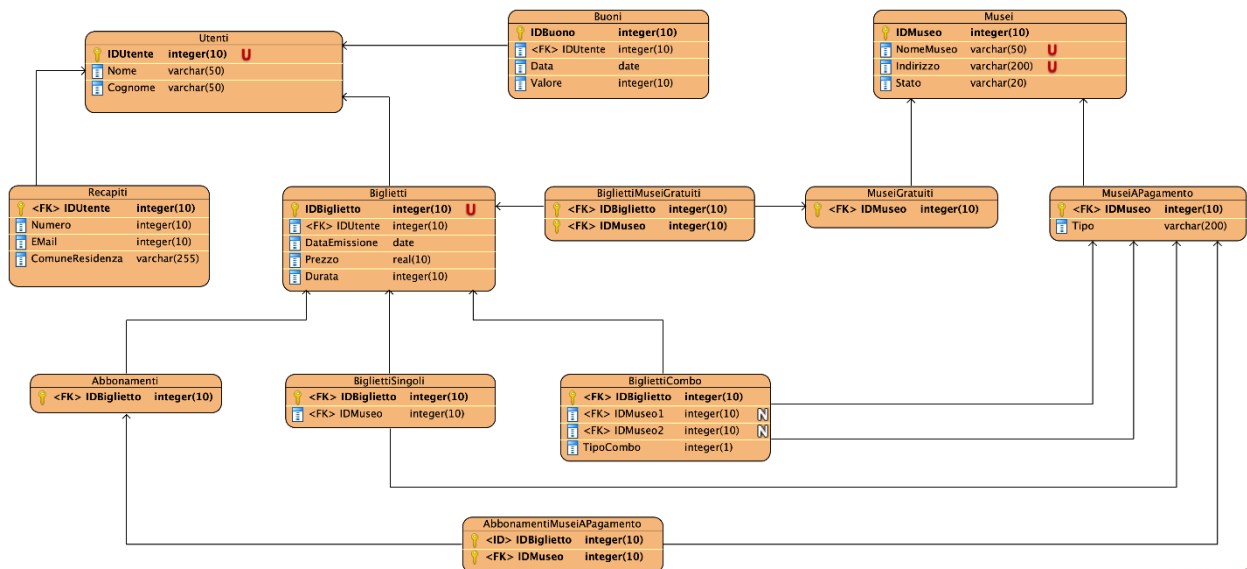 Utenti
IDUtente integer(10) U
Nome varchar(50)
Cognome varchar(50)
Buoni
IDBuono integer(10)
<FK> IDUtente integer(10)
Data date
Valore integer(10)
Musei
IDMuseo integer(10)
NomeMuseo varchar(50) U
Indirizzo varchar(200) U
Stato varchar(20)
Recapiti
<FK> IDUtente integer(10)
Numero integer(10)
EMail integer(10)
ComuneResidenza varchar(255)
Biglietti
IDBiglietto integer(10) U
<FK> IDUtente integer(10)
DataEmissione date
Prezzo real(10)
Durata integer(10)
BigliettiMuseiGratuiti
<FK> IDBiglietto integer(10)
<FK> IDMuseo integer(10)
MuseiGratuiti
<FK> IDMuseo integer(10)
MuseiAPagamento
<FK> IDMuseo integer(10)
Tipo varchar(200)
Abbonamenti
<FK> IDBiglietto integer(10)
BigliettiSingoli
<FK> IDBiglietto integer(10)
<FK> IDMuseo integer(10)
BigliettiCombo
<FK> IDBiglietto integer(10)
<FK> IDMuseo1 integer(10) N
<FK> IDMuseo2 integer(10) N
TipoCombo integer(1)
AbbonamentiMuseiAPagamento
<ID> IDBiglietto integer(10)
<FK> IDMuseo integer(10)